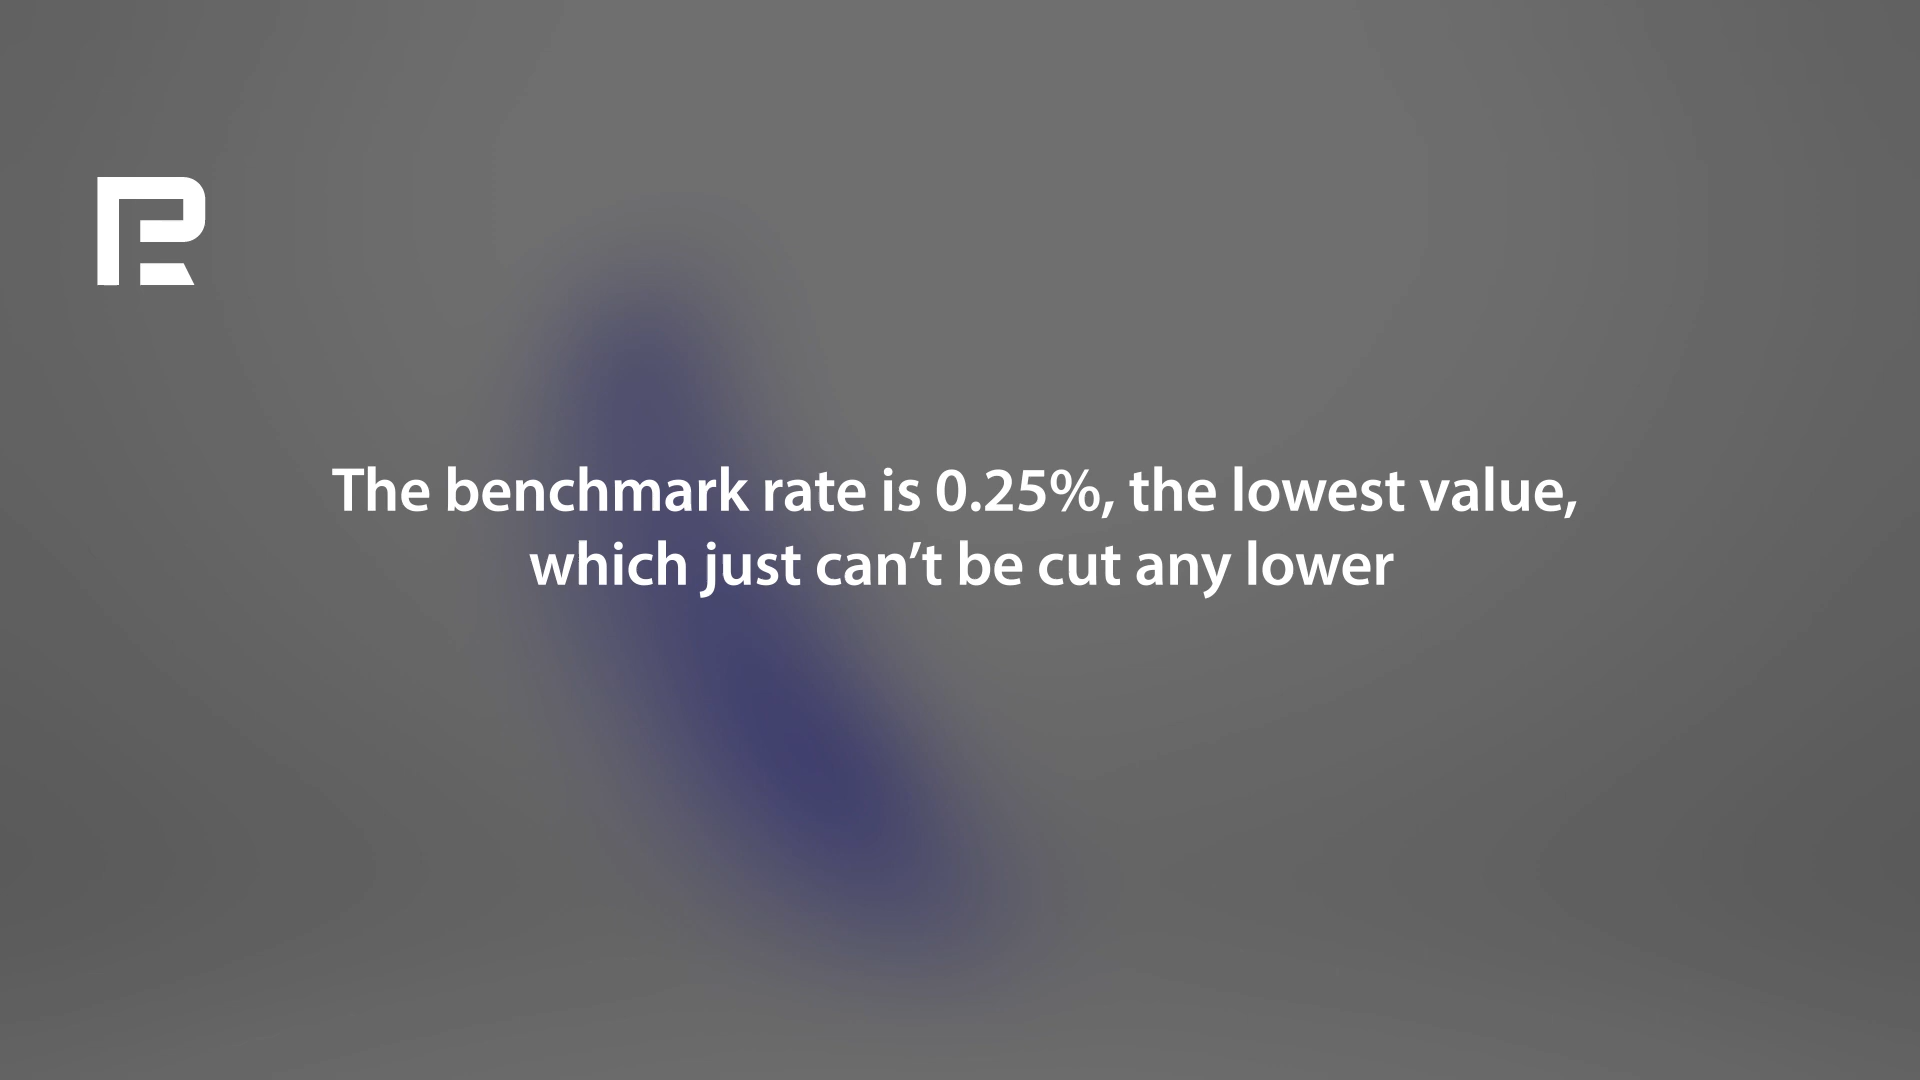 The benchmark rate is 0.25%, the lowest value,
which just can’t be cut any lower